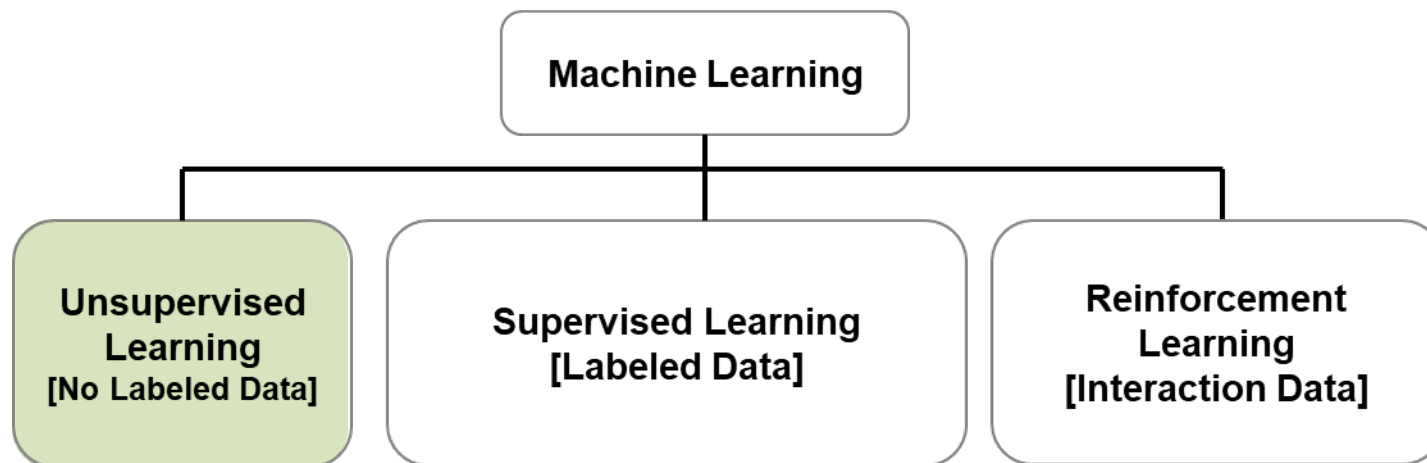 Machine Learning
Unsupervised
Learning
[No Labeled Data]
Supervised Learning
[Labeled Data]
Reinforcement
Learning
[Interaction Data]